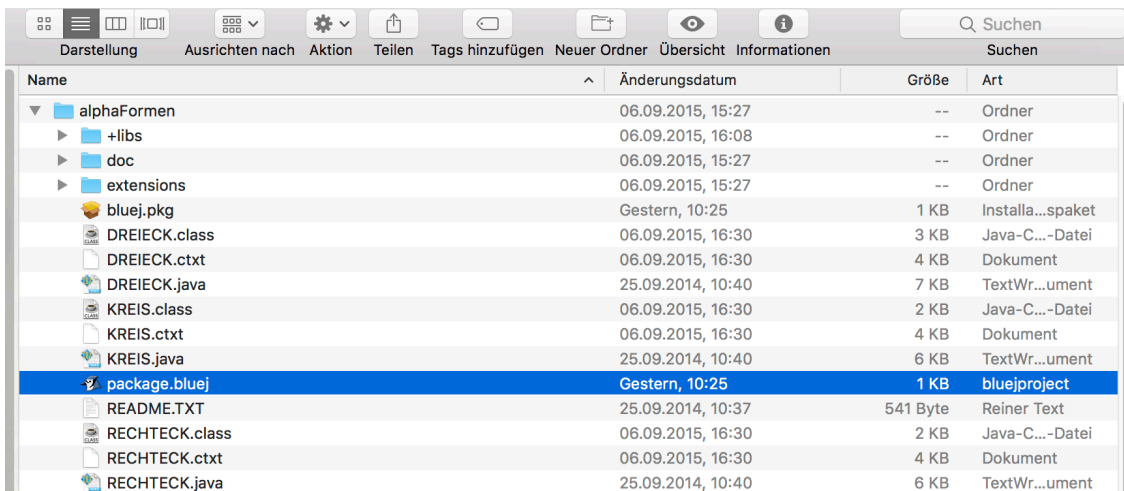 Suchen
Darstellung Ausrichten nach Aktion Teilen Tags hinzufügen Neuer Ordner Übersicht Informationen Suchen
Name Änderungsdatum Größe Art
alphaFormen 06.09.2015, 15:27 -- Ordner
+libs 06.09.2015, 16:08 -- Ordner
doc 06.09.2015, 15:27 -- Ordner
extensions 06.09.2015, 15:27 -- Ordner
bluej.pkg Gestern, 10:25 1 KB Installa...spaket
DREIECK.class 06.09.2015, 16:30 3 KB Java-C...-Datei
DREIECK.ctxt 06.09.2015, 16:30 4 KB Dokument
DREIECK.java 25.09.2014, 10:40 7 KB TextWr...ument
KREIS.class 06.09.2015, 16:30 2 KB Java-C...-Datei
KREIS.ctxt 06.09.2015, 16:30 4 KB Dokument
KREIS.java 25.09.2014, 10:40 6 KB TextWr...ument
package.bluej Gestern, 10:25 1 KB bluejproject
README.TXT 25.09.2014, 10:37 541 Byte Reiner Text
RECHTECK.class 06.09.2015, 16:30 2 KB Java-C...-Datei
RECHTECK.ctxt 06.09.2015, 16:30 4 KB Dokument
RECHTECK.java 25.09.2014, 10:40 6 KB TextWr...ument